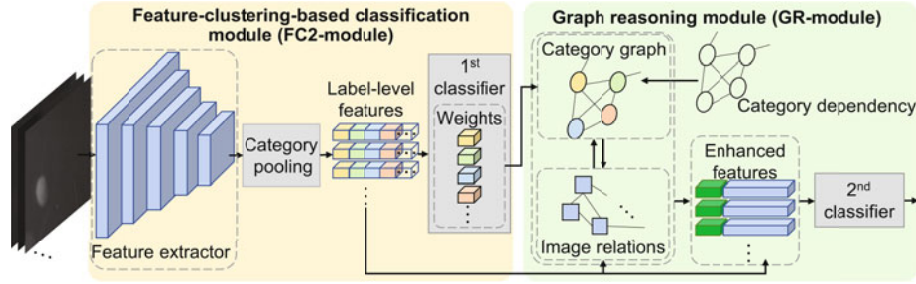 Feature-clustering-based classification
module (FC2-module)
Graph reasoning module (GR-module)
Feature extractor
Category
pooling
Label-level
features
1st
classifier
Weights
Category graph
Category dependency
Image relations
Enhanced
features
2nd
classifier